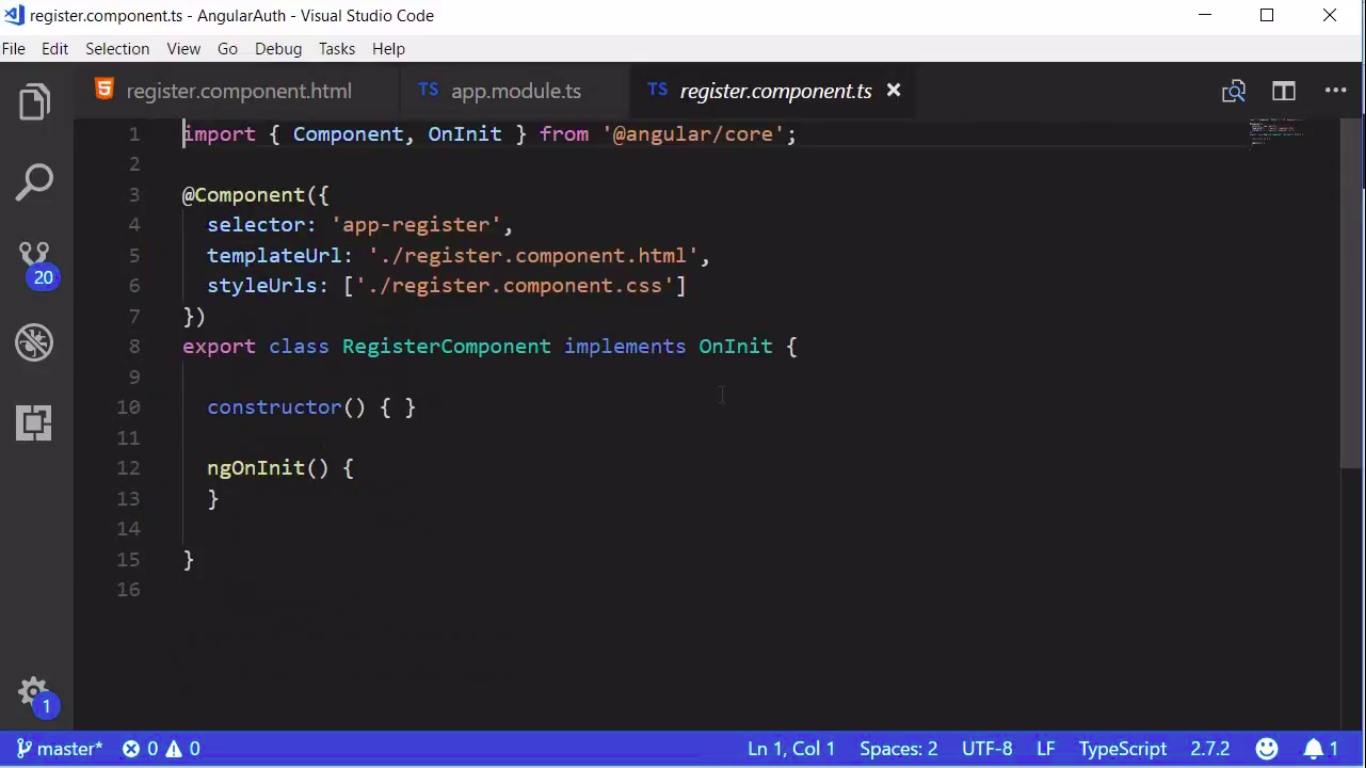 register.component.ts - AngularAuth - Visual Studio Code
File Edit Selection View Go Debug Tasks Help
register.component.html TS app.module.ts TS register.component.ts
1 import { Component, OnInit } from '@angular/core';
2
3 @Component({
4 selector: 'app-register',
5 templateUrl: './register.component.html',
6 styleUrls: ['./register.component.css']
7 })
8 export class RegisterComponent implements OnInit {
9
10 constructor() { }
11
12 ngOnInit() {
13 }
14
15 }
16
20
1
master* 0 0 Ln 1, Col 1 Spaces: 2 UTF-8 LF TypeScript 2.7.2 1